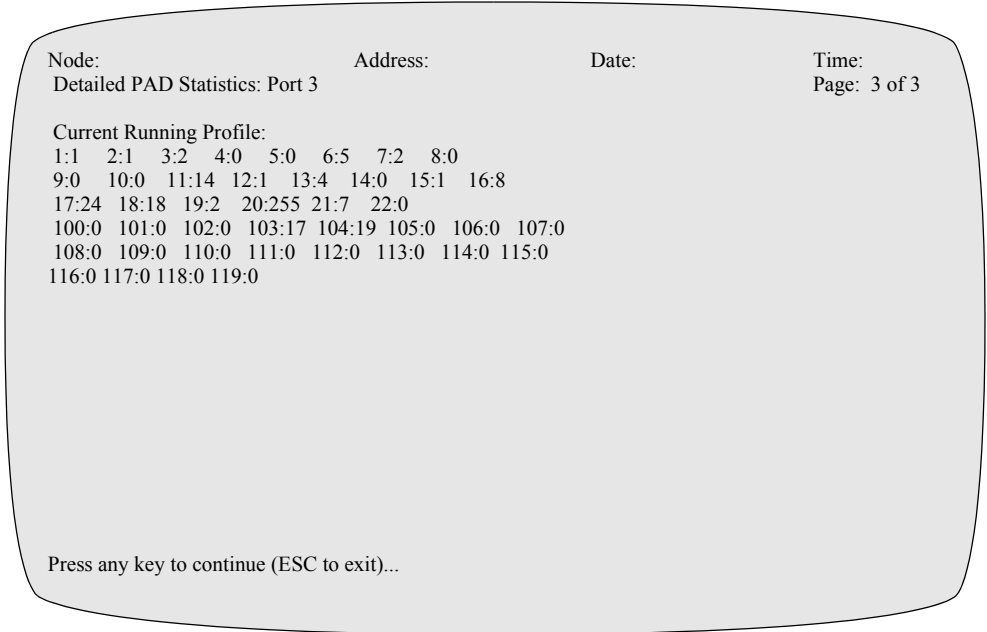 Node: Address: Date: Time:
Detailed PAD Statistics: Port 3 Page: 3 of 3
Current Running Profile:
1:1 2:1 3:2 4:0 5:0 6:5 7:2 8:0
9:0 10:0 11:14 12:1 13:4 14:0 15:1 16:8
17:24 18:18 19:2 20:255 21:7 22:0
100:0 101:0 102:0 103:17 104:19 105:0 106:0 107:0
108:0 109:0 110:0 111:0 112:0 113:0 114:0 115:0
116:0 117:0 118:0 119:0
Press any key to continue (ESC to exit)...